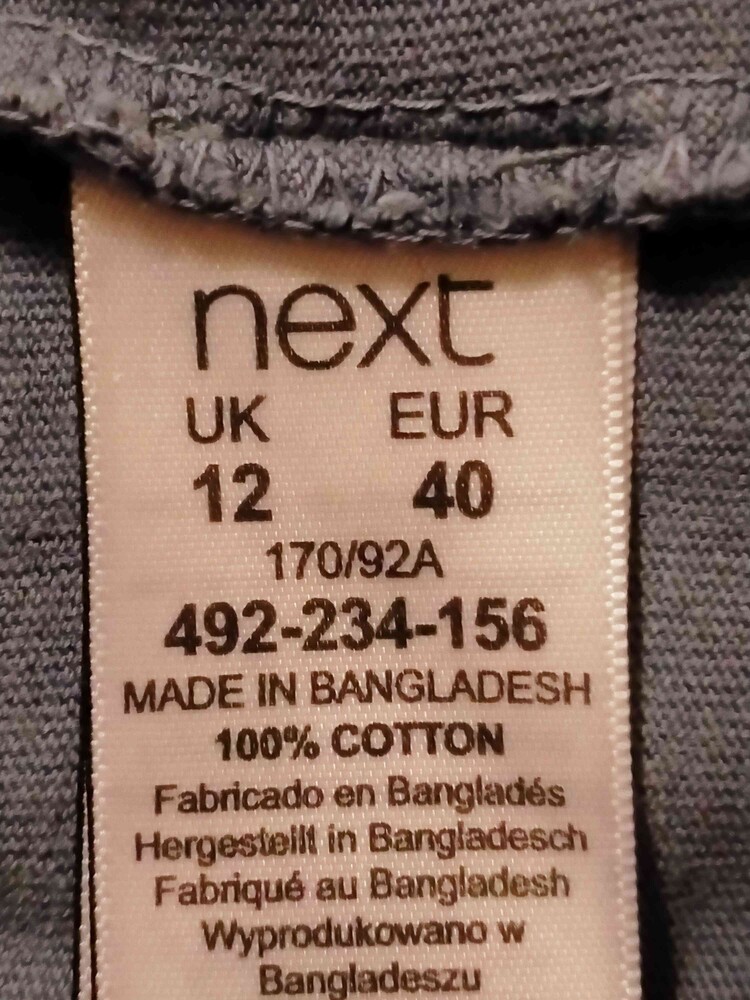 next
UK EUR
12 40
170/92A
492-234-156
MADE IN BANGLADESH
100% COTTON
Fabricado en Bangladés
Hergestellt in Bangladesch
Fabriqué au Bangladesh
Wyprodukowano w
Bangladeszu